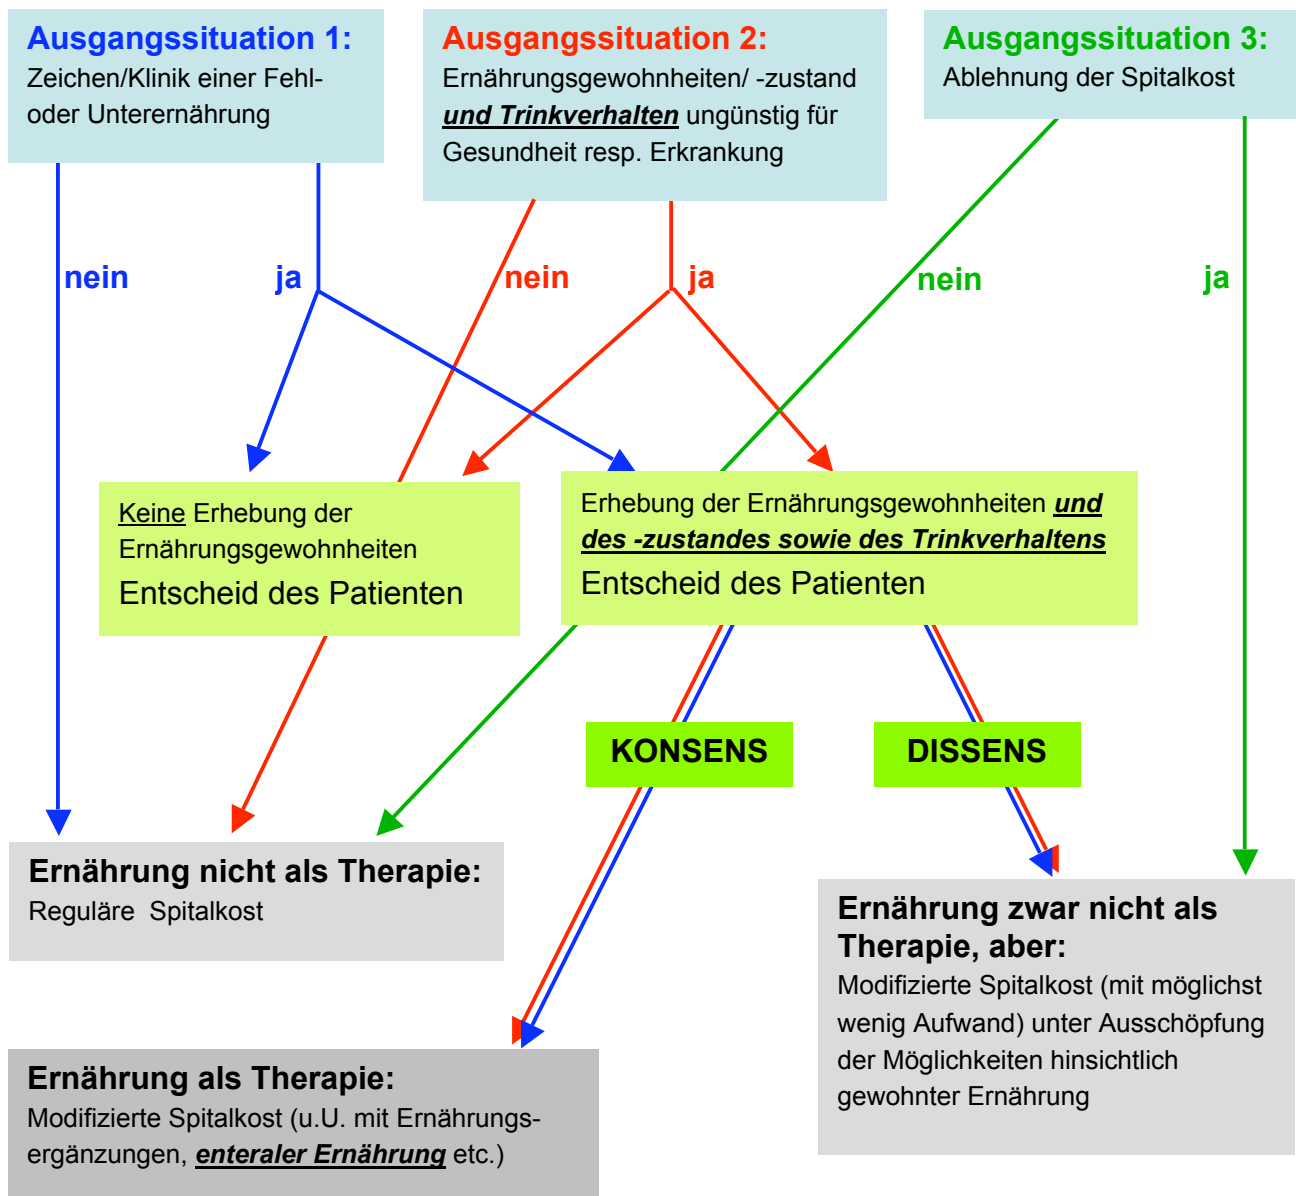 Ausgangssituation 1:
Zeichen/Klinik einer Fehl-
oder Unterernährung
Ausgangssituation 2:
Ernährungsgewohnheiten/ -zustand
und Trinkverhalten ungünstig für
Gesundheit resp. Erkrankung
Ausgangssituation 3:
Ablehnung der Spitalkost
nein
ja
nein
ja
nein
ja
Keine Erhebung der
Ernährungsgewohnheiten
Entscheid des Patienten
Erhebung der Ernährungsgewohnheiten und
des -zustandes sowie des Trinkverhaltens
Entscheid des Patienten
KONSENS
DISSENS
Ernährung nicht als Therapie:
Reguläre Spitalkost
Ernährung zwar nicht als
Therapie, aber:
Modifizierte Spitalkost (mit möglichst
wenig Aufwand) unter Ausschöpfung
der Möglichkeiten hinsichtlich
gewohnter Ernährung
Ernährung als Therapie:
Modifizierte Spitalkost (u.U. mit Ernährungs-
ergänzungen, enteraler Ernährung etc.)